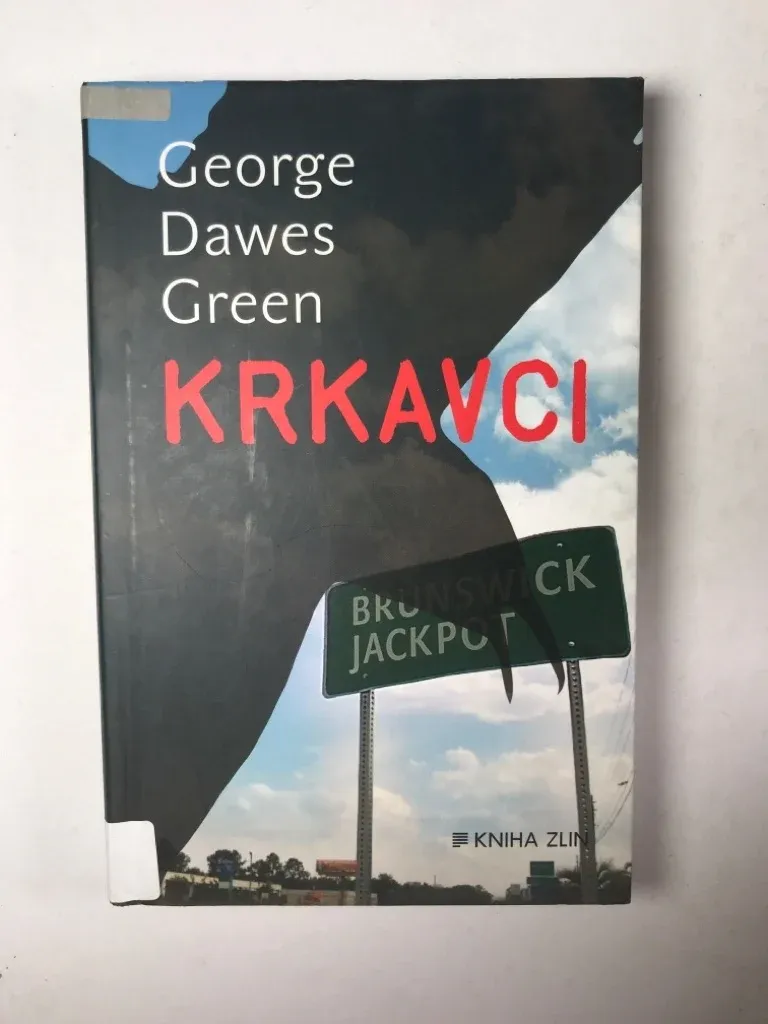 George
Dawes
Green
KRKAVCI
BRUNSWICK
JACKPOT
KNIHA ZLIN